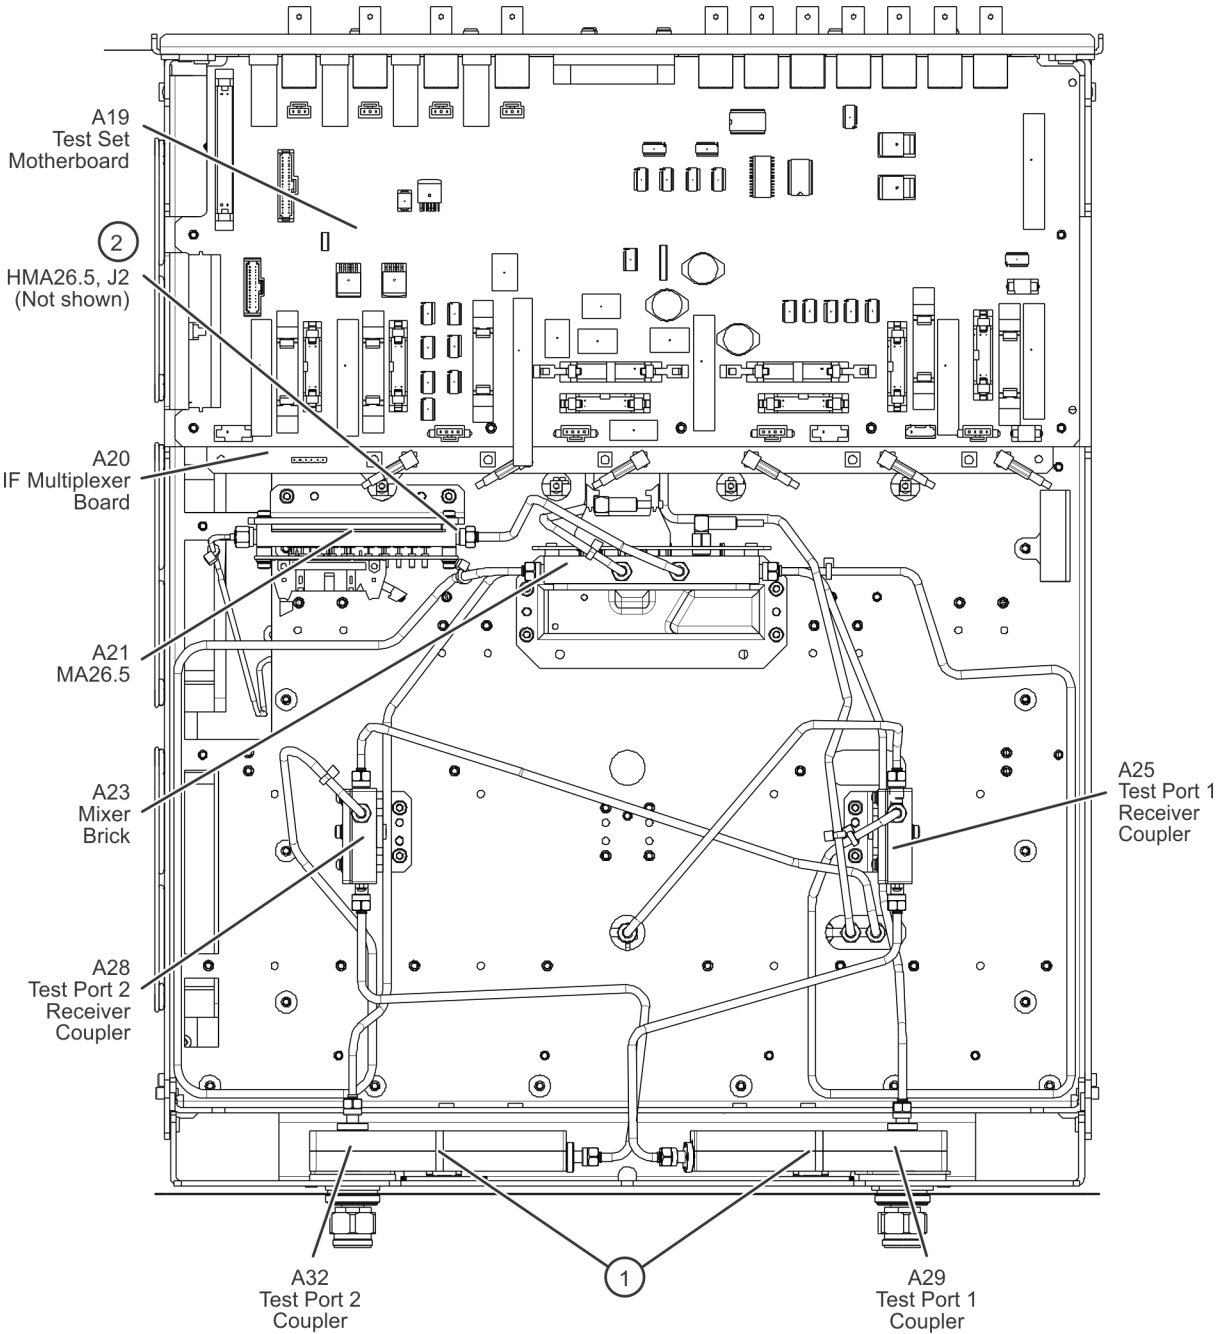 A19
Test Set
Motherboard
2
HMA26.5, J2
(Not shown)
A20
IF Multiplexer
Board
A21
MA26.5
A23
Mixer
Brick
A25
Test Port 1
Receiver
Coupler
A28
Test Port 2
Receiver
Coupler
A32
Test Port 2
Coupler
1
A29
Test Port 1
Coupler